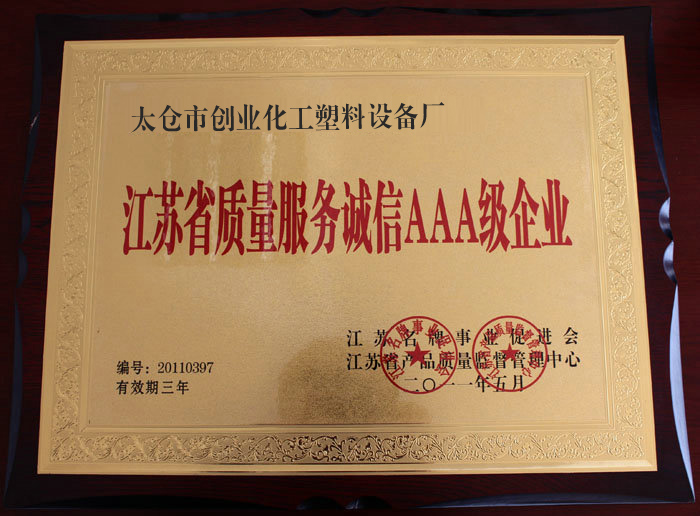 太仓市创业化工塑料设备厂
江苏省质量服务诚信AAA级企业
江苏名牌事业促进会
江苏省产品质量监督管理中心
二〇一一年五月
编号：20110397
有效期三年